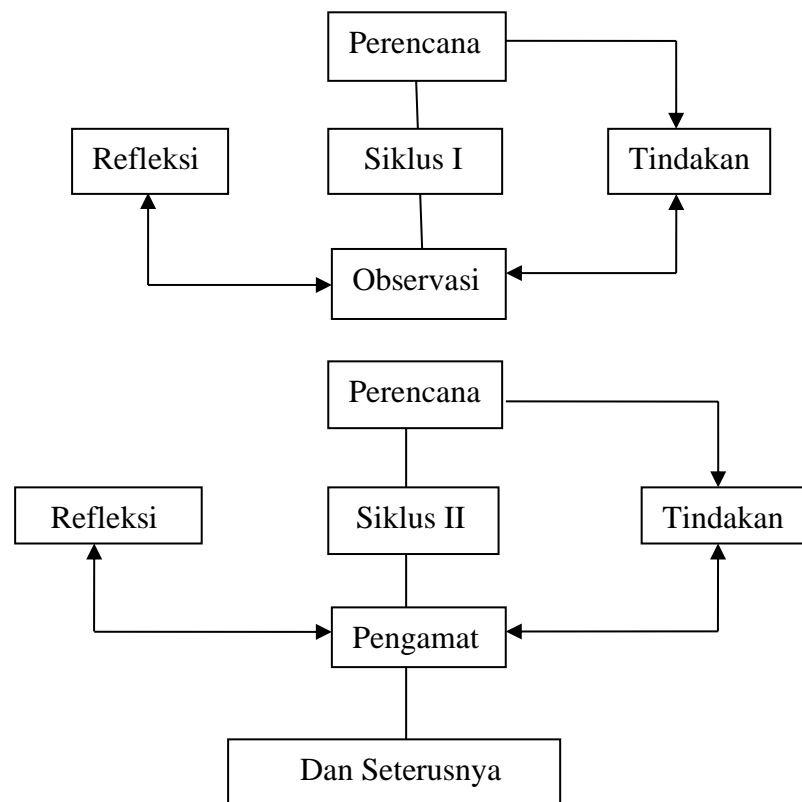 Perencana
Refleksi
Siklus I
Tindakan
Observasi
Perencana
Refleksi
Siklus II
Tindakan
Pengamat
Dan Seterusnya